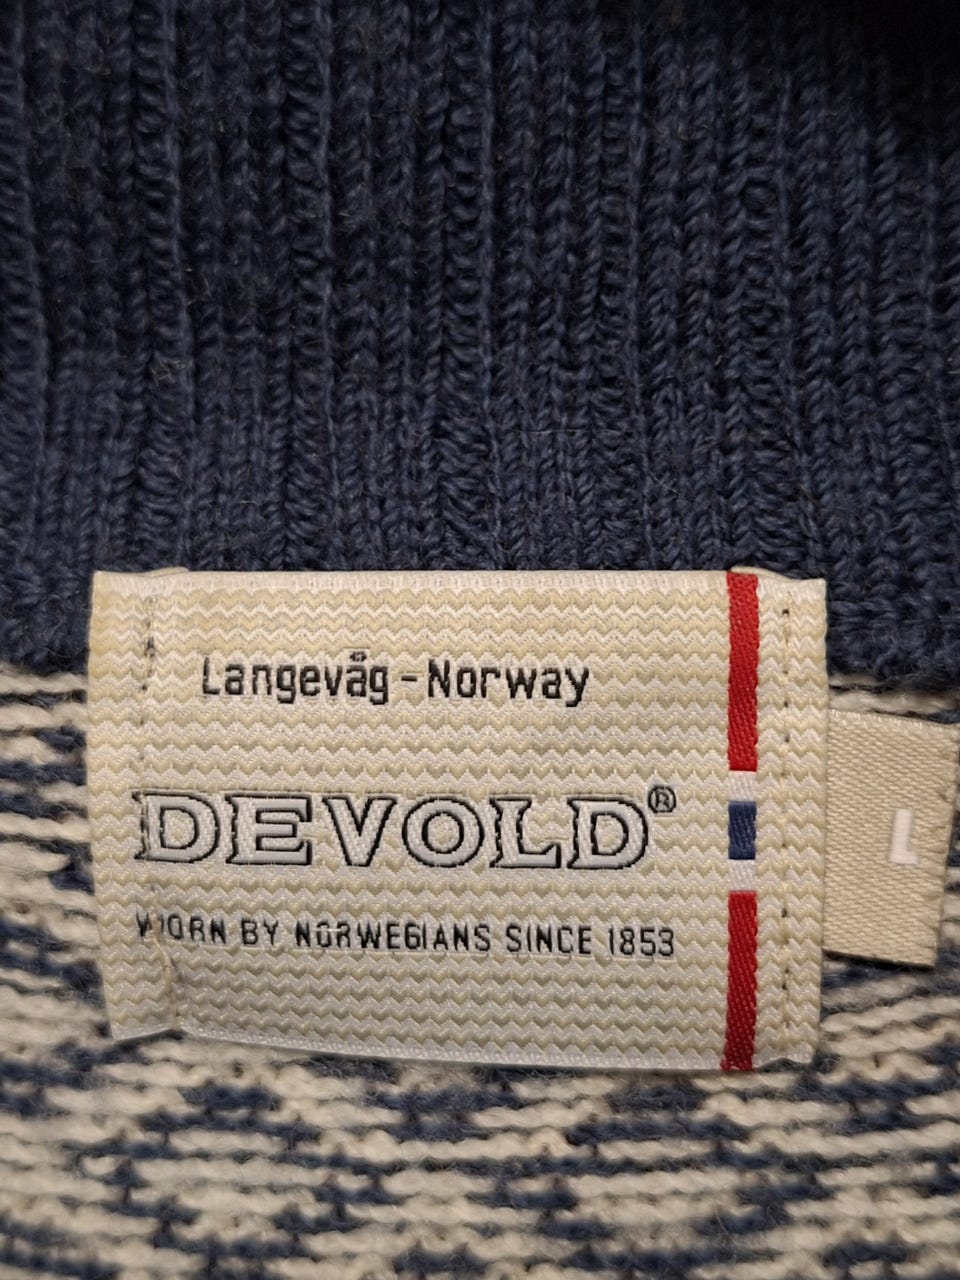 Langevåg - Norway
DEVOLD®
WORN BY NORWEGIANS SINCE 1853
L